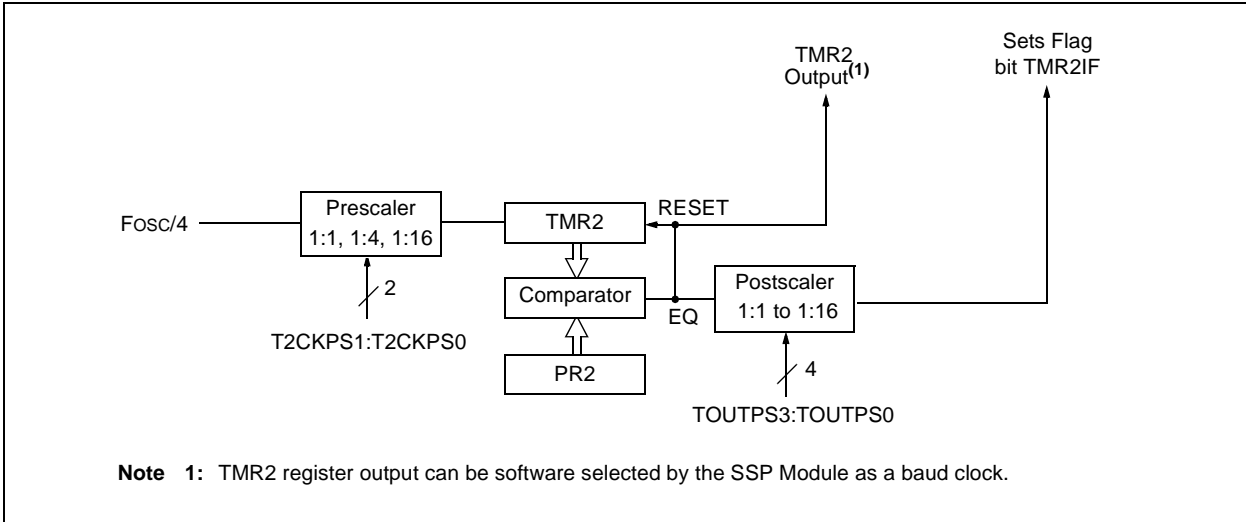 Sets Flag
bit TMR2IF
TMR2
Output(1)
FOSC/4
Prescaler
1:1, 1:4, 1:16
2
T2CKPS1:T2CKPS0
TMR2
RESET
Comparator
EQ
PR2
Postscaler
1:1 to 1:16
4
TOUTPS3:TOUTPS0
Note 1: TMR2 register output can be software selected by the SSP Module as a baud clock.